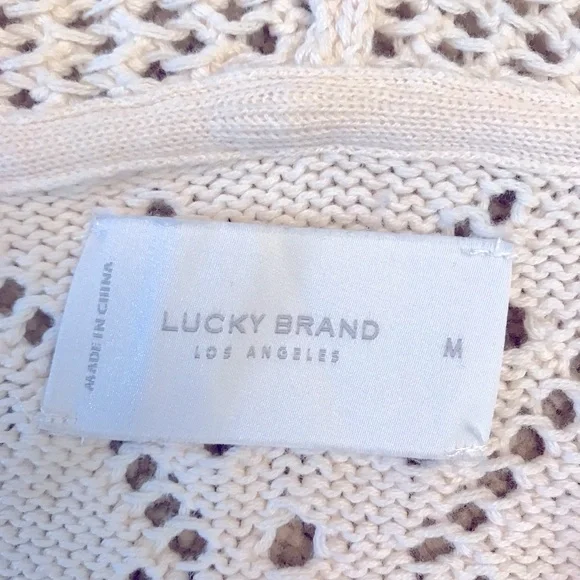 MADE IN CHINA
LUCKY BRAND
LOS ANGELES
M